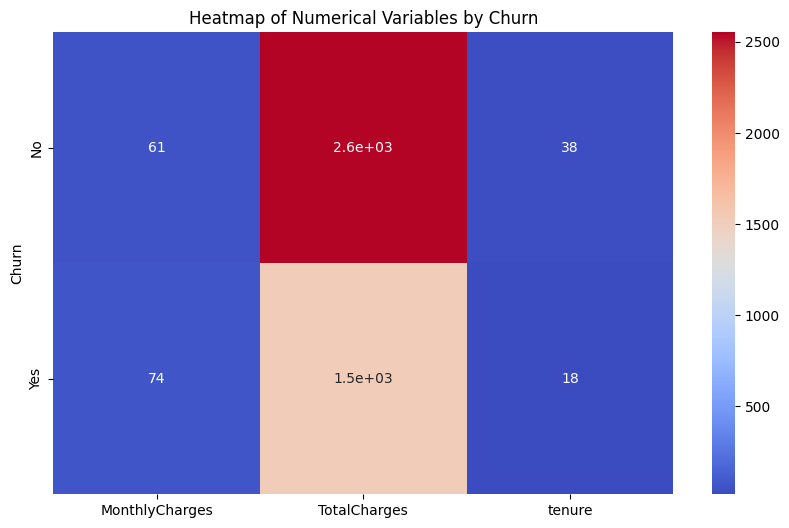 Heatmap of Numerical Variables by Churn
No
61
2.6e+03
38
Churn
Yes
74
1.5e+03
18
MonthlyCharges
TotalCharges
tenure
2500
2000
1500
1000
500